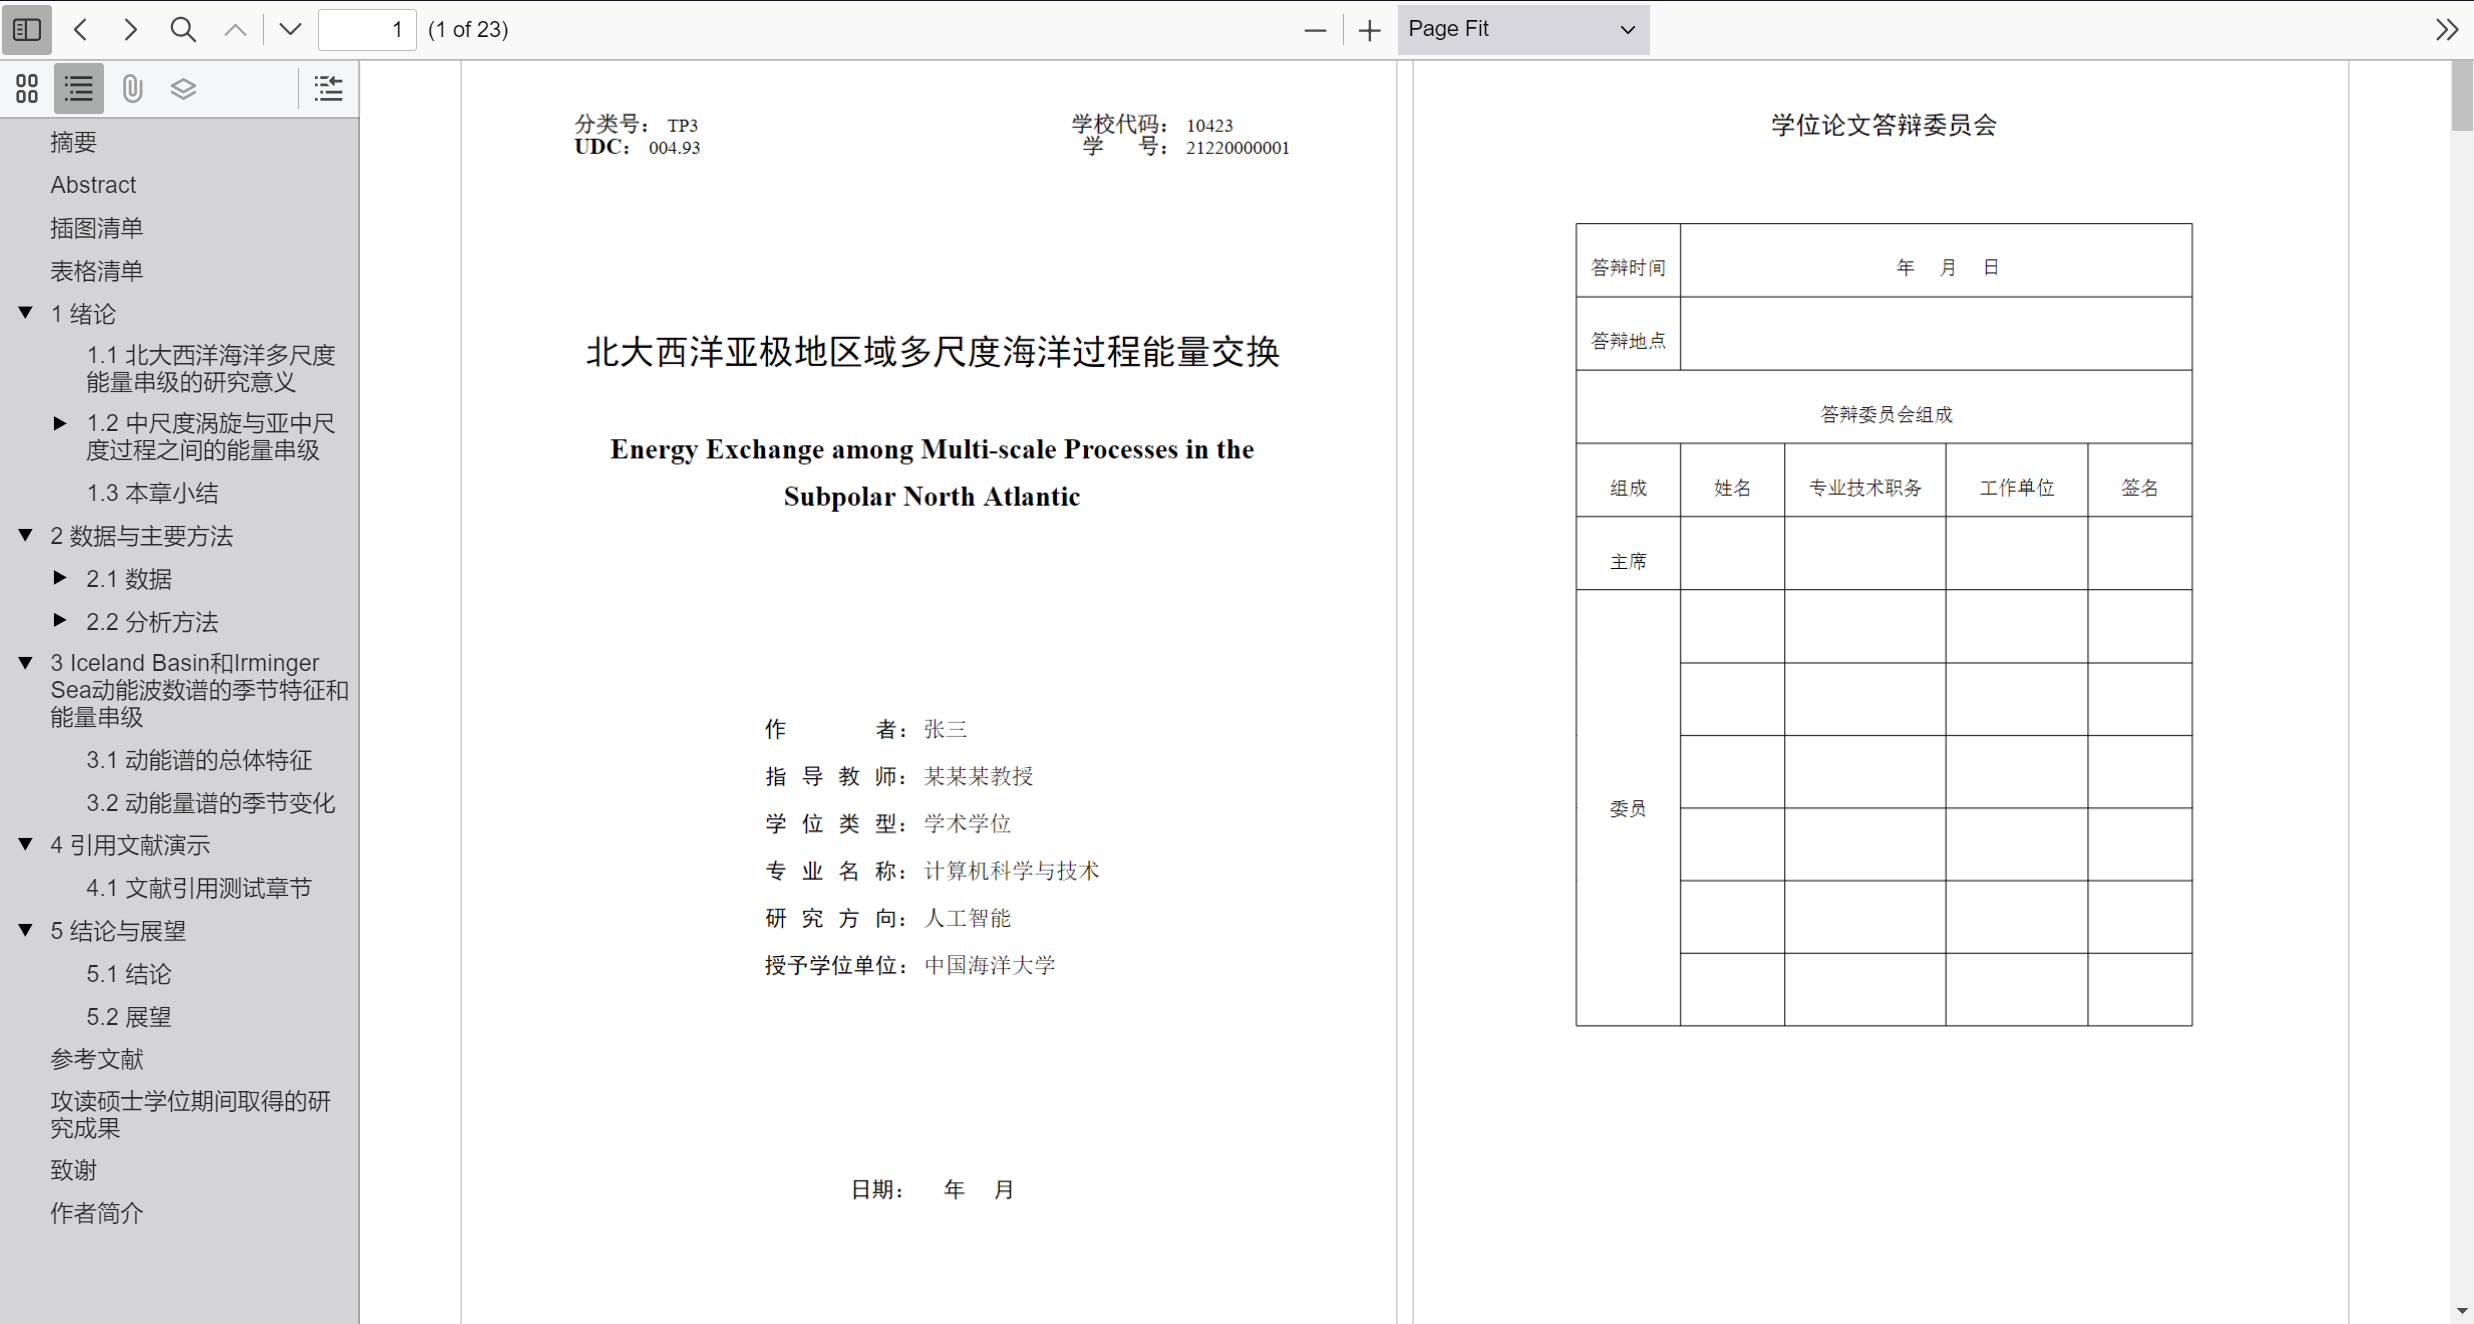 1 (1 of 23)
Page Fit
摘要
Abstract
插图清单
表格清单
1 绪论
1.1 北大西洋海洋多尺度
能量串级的研究意义
1.2 中尺度涡旋与亚中尺
度过程之间的能量串级
1.3 本章小结
2 数据与主要方法
2.1 数据
2.2 分析方法
3 Iceland Basin和Irminger
Sea动能波数谱的季节特征和
能量串级
3.1 动能谱的总体特征
3.2 动能量谱的季节变化
4 引用文献演示
4.1 文献引用测试章节
5 结论与展望
5.1 结论
5.2 展望
参考文献
攻读硕士学位期间取得的研
究成果
致谢
作者简介
分类号： TP3 学校代码： 10423
UDC： 004.93 学 号： 21220000001
北大西洋亚极地区域多尺度海洋过程能量交换
Energy Exchange among Multi-scale Processes in the
Subpolar North Atlantic
作 者： 张三
指 导 教 师： 某某某教授
学 位 类 型： 学术学位
专 业 名 称： 计算机科学与技术
研 究 方 向： 人工智能
授予学位单位： 中国海洋大学
日期： 年 月
学位论文答辩委员会
答辩时间 年 月 日
答辩地点
答辩委员会组成
组成 姓名 专业技术职务 工作单位 签名
主席
委员